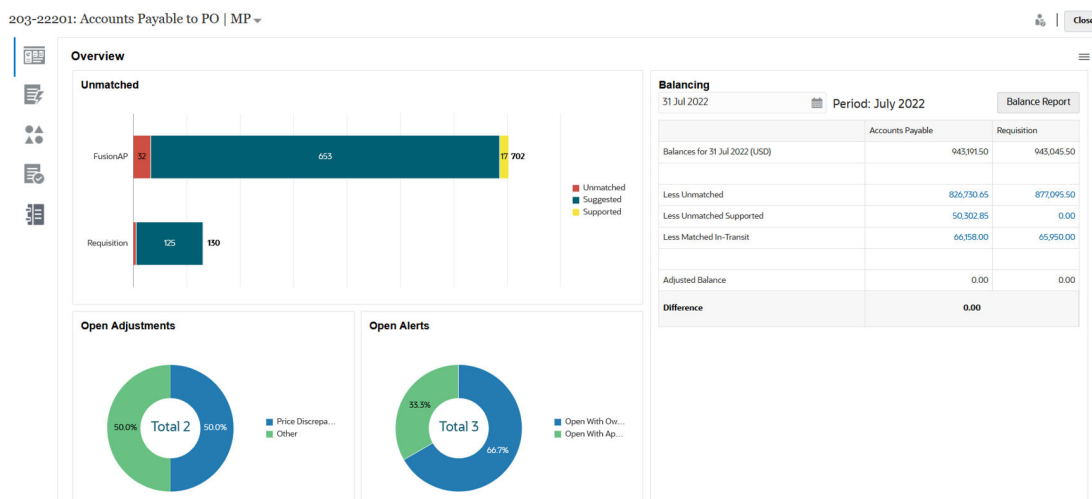 203-22201: Accounts Payable to PO | MP
Close
Overview
Unmatched
FusionAP 32 653 17 702
Requisition 125 130
Unmatched
Suggested
Supported
Balancing
31 Jul 2022 Period: July 2022 Balance Report
Accounts Payable Requisition
Balances for 31 Jul 2022 (USD) 943,191.50 943,045.50
Less Unmatched 826,730.65 877,095.50
Less Unmatched Supported 50,302.85 0.00
Less Matched In-Transit 66,158.00 65,950.00
Adjusted Balance 0.00 0.00
Difference 0.00
Open Adjustments
50.0% Total 2 50.0%
Price Discrepa...
Other
Open Alerts
33.3%
Total 3
66.7%
Open With Ow...
Open With Ap...